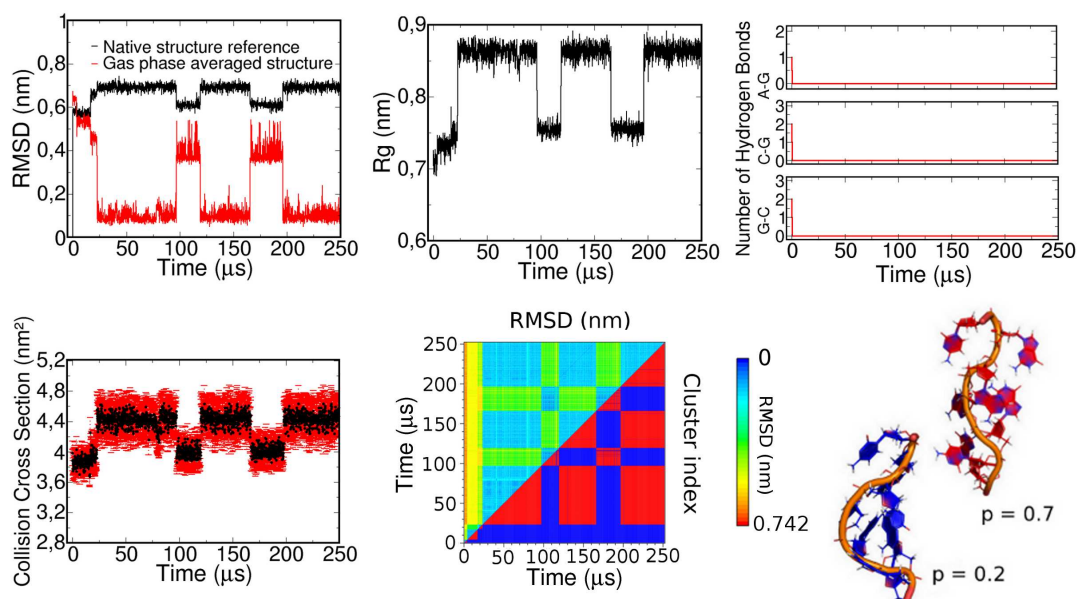 1
0,8
0,6
0,4
0,2
0
RMSD (nm)
Native structure reference
Gas phase averaged structure
0 50 100 150 200 250
Time (μs)
0.9
0.8
0.7
0.6
Rg (nm)
0 50 100 150 200 250
Time (μs)
Number of Hydrogen Bonds
A-G
2
1
0
C-G
3
2
1
0
G-C
3
2
1
0
0 50 100 150 200 250
Time (μs)
5,2
4,8
4,4
4
3,6
3,2
2,8
Collision Cross Section (nm²)
0 50 100 150 200 250
Time (μs)
RMSD (nm)
250
200
150
100
50
0
Time (μs)
Cluster index
0 50 100 150 200 250
Time (μs)
0
RMSD (nm)
0.742
p = 0.7
p = 0.2